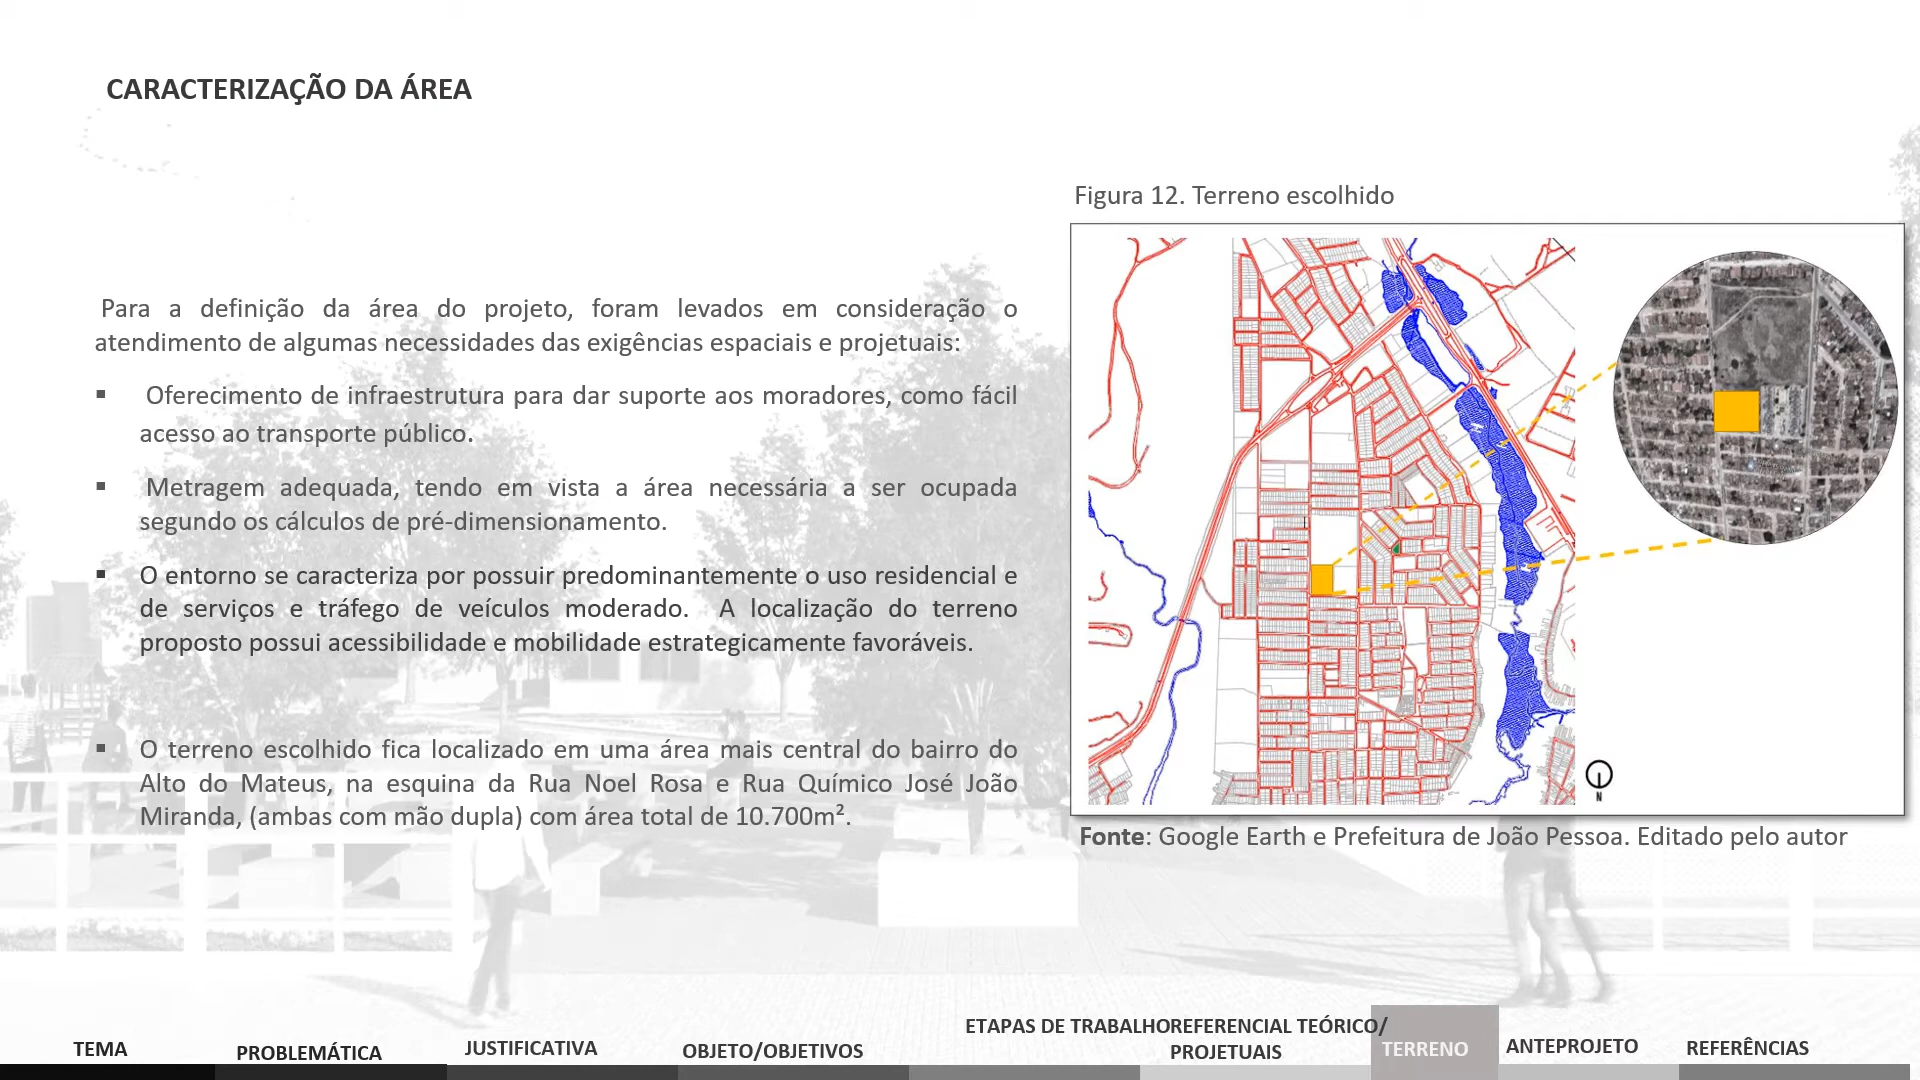 CARACTERIZAÇÃO DA ÁREA
Para a definição da área do projeto, foram levados em consideração o
atendimento de algumas necessidades das exigências espaciais e projetuais:
▪ Oferecimento de infraestrutura para dar suporte aos moradores, como fácil
acesso ao transporte público.
▪ Metragem adequada, tendo em vista a área necessária a ser ocupada
segundo os cálculos de pré-dimensionamento.
▪ O entorno se caracteriza por possuir predominantemente o uso residencial e
de serviços e tráfego de veículos moderado. A localização do terreno
proposto possui acessibilidade e mobilidade estrategicamente favoráveis.
▪ O terreno escolhido fica localizado em uma área mais central do bairro do
Alto do Mateus, na esquina da Rua Noel Rosa e Rua Químico José João
Miranda, (ambas com mão dupla) com área total de 10.700m².
Figura 12. Terreno escolhido
N
Fonte: Google Earth e Prefeitura de João Pessoa. Editado pelo autor
TEMA
PROBLEMÁTICA
JUSTIFICATIVA
OBJETO/OBJETIVOS
ETAPAS DE TRABALHO
REFERENCIAL TEÓRICO/
PROJETUAIS
TERRENO
ANTEPROJETO
REFERÊNCIAS